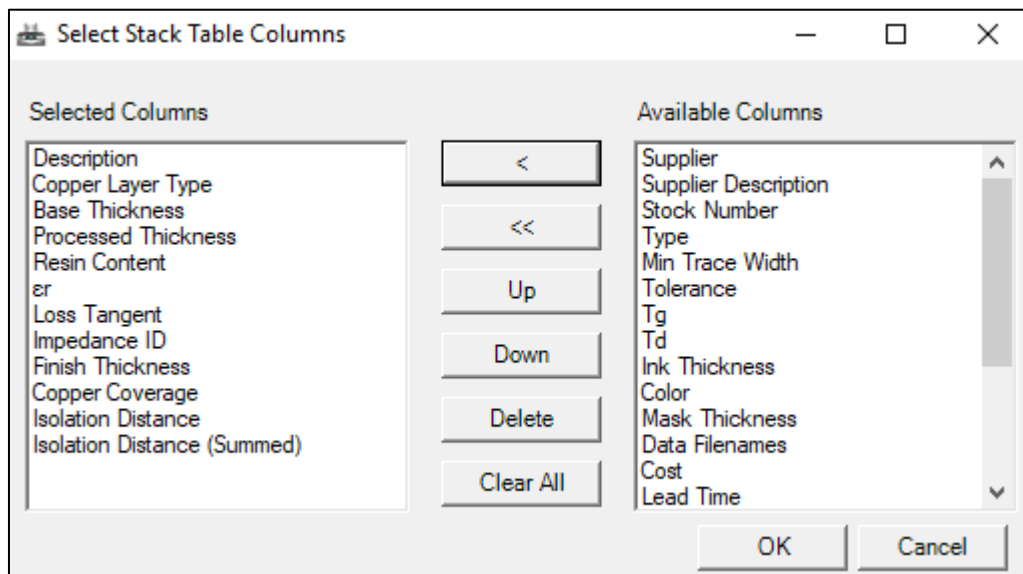 Select Stack Table Columns
Selected Columns
Description
Copper Layer Type
Base Thickness
Processed Thickness
Resin Content
εr
Loss Tangent
Impedance ID
Finish Thickness
Copper Coverage
Isolation Distance
Isolation Distance (Summed)
<
<<
Up
Down
Delete
Clear All
Available Columns
Supplier
Supplier Description
Stock Number
Type
Min Trace Width
Tolerance
Tg
Td
Ink Thickness
Color
Mask Thickness
Data Filenames
Cost
Lead Time
OK
Cancel